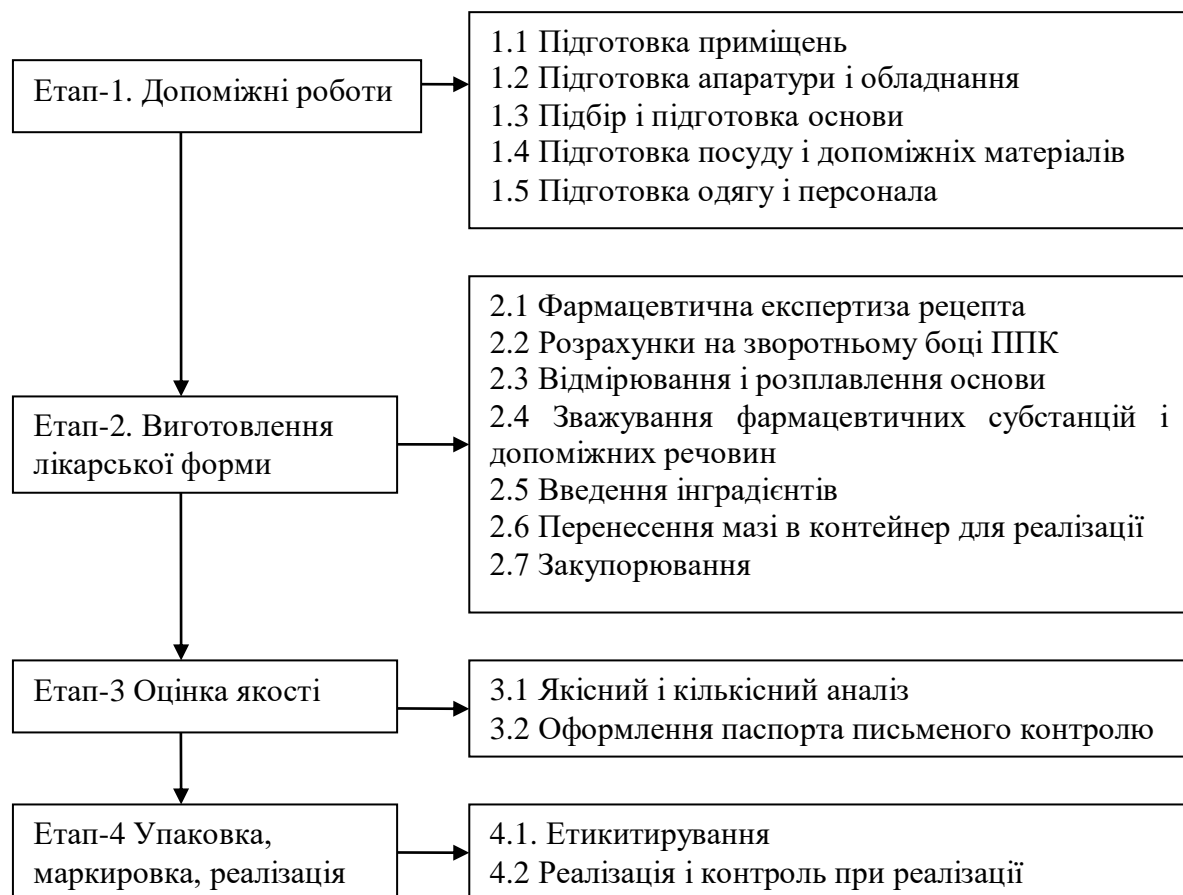 Етап-1. Допоміжні роботи
1.1 Підготовка приміщень
1.2 Підготовка апаратури і обладнання
1.3 Підбір і підготовка основи
1.4 Підготовка посуду і допоміжних матеріалів
1.5 Підготовка одягу і персонала
Етап-2. Виготовлення
лікарської форми
2.1 Фармацевтична експертиза рецепта
2.2 Розрахунки на зворотньому боці ППК
2.3 Відмірювання і розплавлення основи
2.4 Зважування фармацевтичних субстанцій і
допоміжних речовин
2.5 Введення інградієнтів
2.6 Перенесення мазі в контейнер для реалізації
2.7 Закупорювання
Етап-3 Оцінка якості
3.1 Якісний і кількісний аналіз
3.2 Оформлення паспорта письменого контролю
Етап-4 Упаковка,
маркировка, реалізація
4.1. Етикитирування
4.2 Реалізація і контроль при реалізації